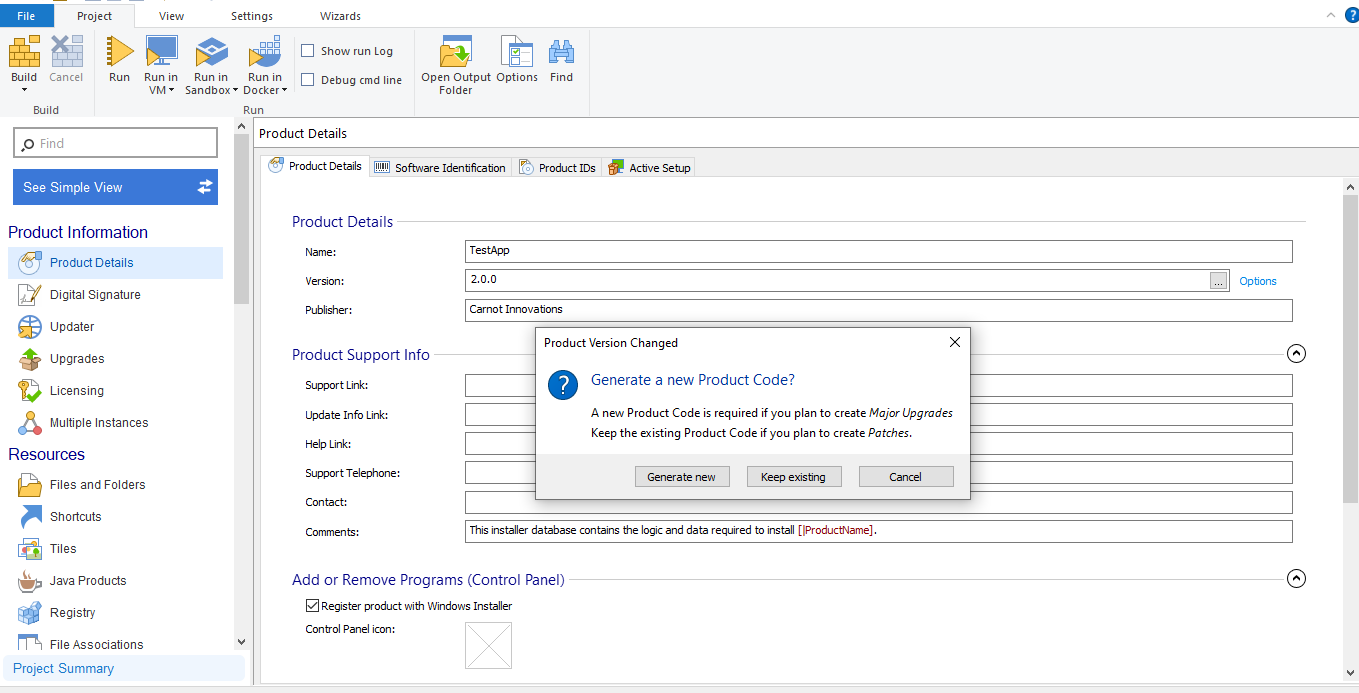 File Project View Settings Wizards
Build Cancel Run Run in VM Run in Sandbox Run in Docker
Show run Log
Debug cmd line
Open Output Folder Options Find
Build Run
Find
See Simple View
Product Information
Product Details
Digital Signature
Updater
Upgrades
Licensing
Multiple Instances
Resources
Files and Folders
Shortcuts
Tiles
Java Products
Registry
File Associations
Project Summary
Product Details
Product Details Software Identification Product IDs Active Setup
Product Details
Name: TestApp
Version: 2.0.0 ... Options
Publisher: Carnot Innovations
Product Support Info
Support Link:
Update Info Link:
Help Link:
Support Telephone:
Contact:
Comments: This installer database contains the logic and data required to install [|ProductName].
Add or Remove Programs (Control Panel)
Register product with Windows Installer
Control Panel icon:
Product Version Changed
? Generate a new Product Code?
A new Product Code is required if you plan to create Major Upgrades
Keep the existing Product Code if you plan to create Patches.
Generate new Keep existing Cancel